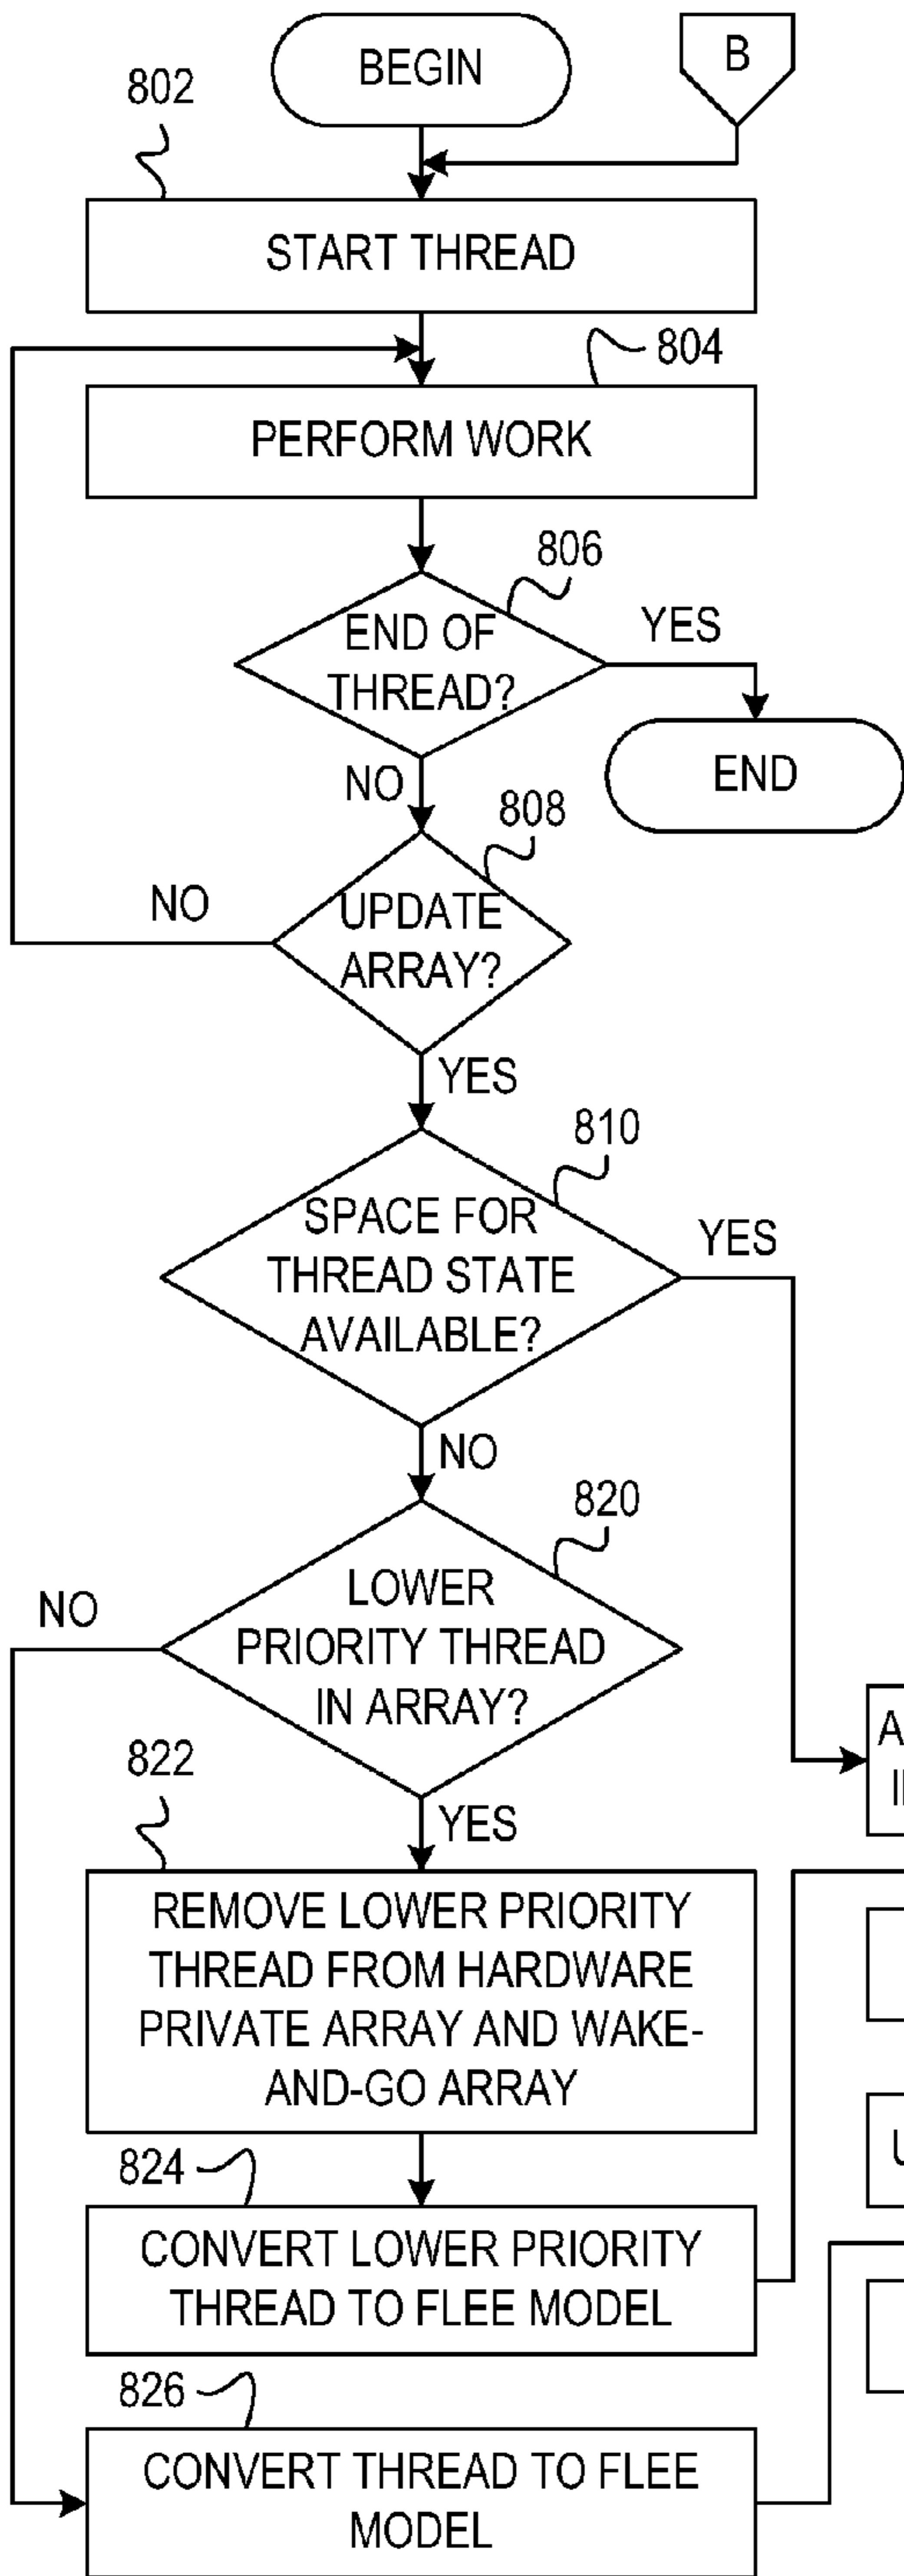 BEGIN
B
802
START THREAD
804
PERFORM WORK
806
END OF
THREAD?
YES
END
NO
808
UPDATE
ARRAY?
NO
YES
810
SPACE FOR
THREAD STATE
AVAILABLE?
YES
NO
820
LOWER
PRIORITY THREAD
IN ARRAY?
NO
YES
822
REMOVE LOWER PRIORITY
THREAD FROM HARDWARE
PRIVATE ARRAY AND WAKE-
AND-GO ARRAY
824
CONVERT LOWER PRIORITY
THREAD TO FLEE MODEL
826
CONVERT THREAD TO FLEE
MODEL